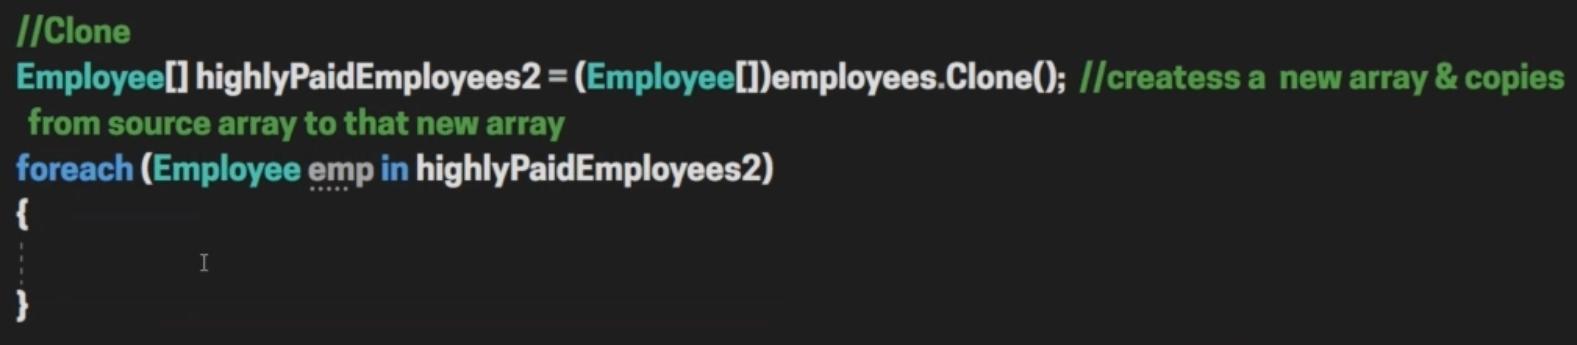 //Clone
Employee[] highlyPaidEmployees2 = (Employee[])employees.Clone(); //createss a new array & copies
from source array to that new array
foreach (Employee emp in highlyPaidEmployees2)
{
}